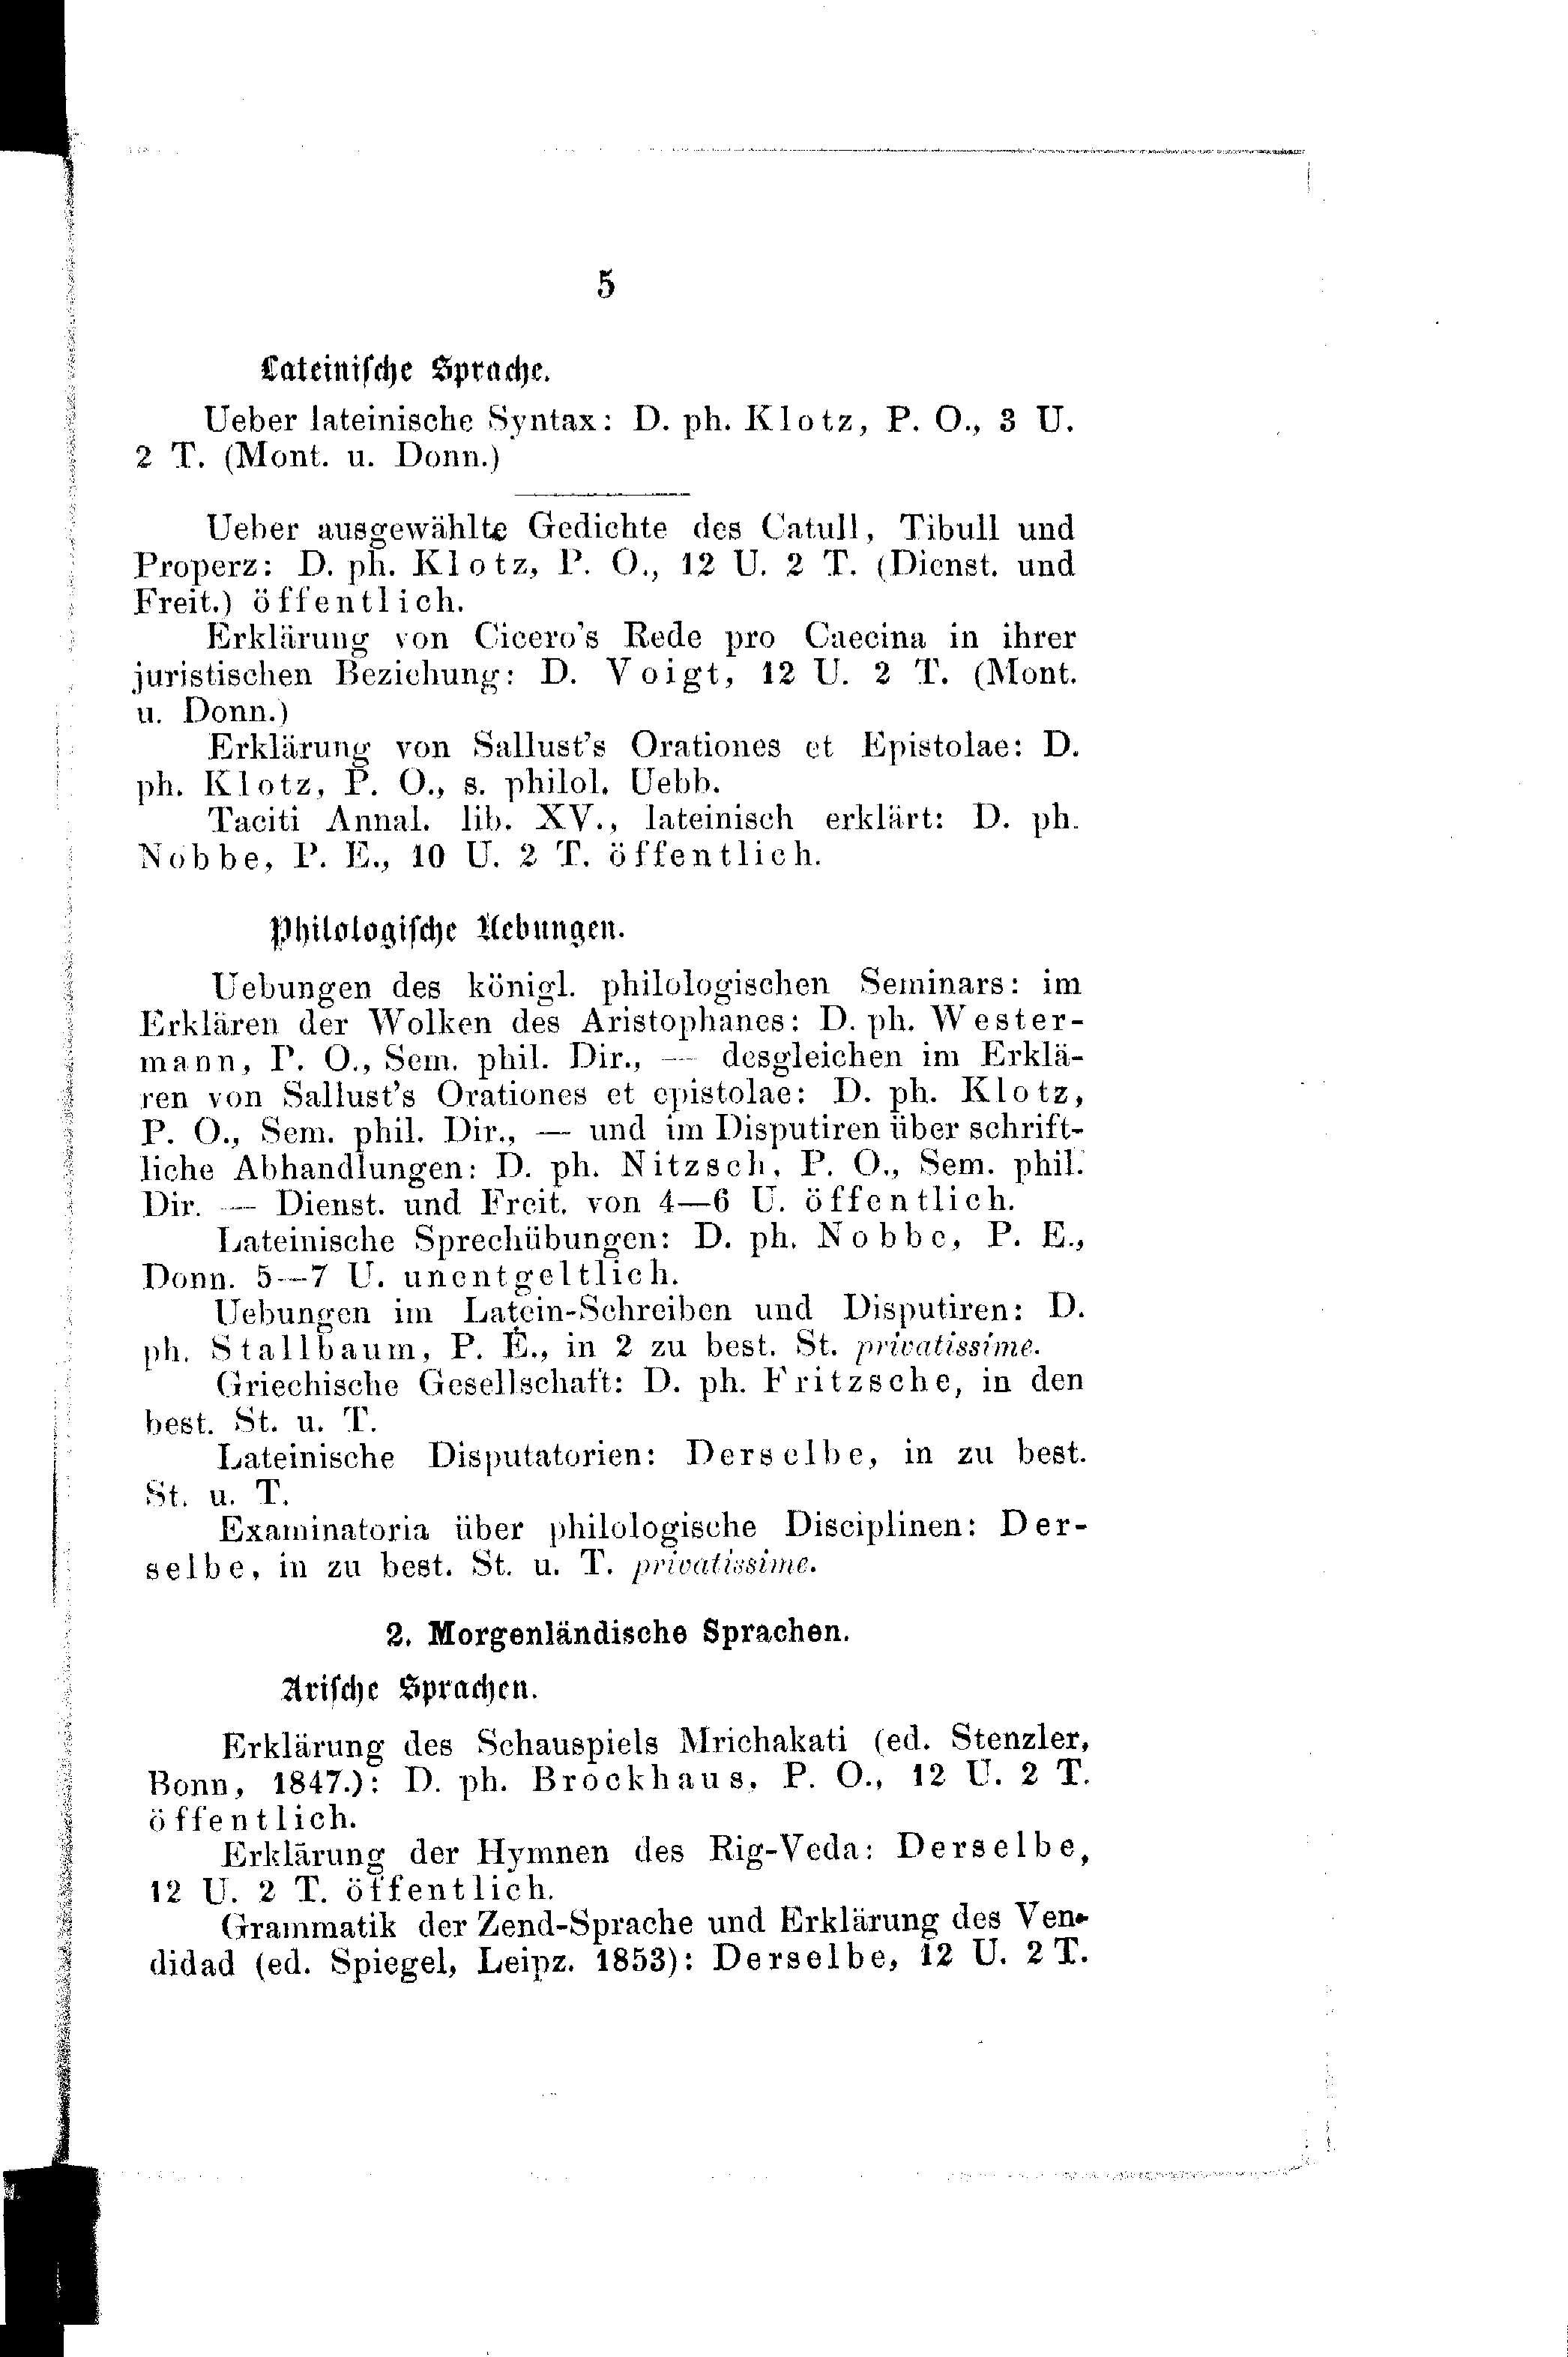 5
Lateinische Sprache.
Ueber lateinische Syntax: D. ph. Klotz, P. O., 3 U.
2 T. (Mont. u. Donn.)
Ueber ausgewählte Gedichte des Catull, Tibull und
Properz: D. ph. Klotz, P. O., 12 U. 2 T. (Dienst. und
Freit.) öffentlich.
Erklärung von Cicero's Rede pro Caecina in ihrer
juristischen Beziehung: D. Voigt, 12 U. 2 T. (Mont.
u. Donn.)
Erklärung von Sallust's Orationes et Epistolae: D.
ph. Klotz, P. O., s. philol. Uebb.
Taciti Annal. lib. XV., lateinisch erklärt: D. ph.
Nobbe, P. E., 10 U. 2 T. öffentlich.
Philologische Uebungen.
Uebungen des königl. philologischen Seminars: im
Erklären der Wolken des Aristophanes: D. ph. Wester-
mann, P. O., Sem. phil. Dir., — desgleichen im Erklä-
ren von Sallust's Orationes et epistolae: D. ph. Klotz,
P. O., Sem. phil. Dir., — und im Disputiren über schrift-
liche Abhandlungen: D. ph. Nitzsch, P. O., Sem. phil.
Dir. — Dienst. und Freit. von 4—6 U. öffentlich.
Lateinische Sprechübungen: D. ph. Nobbe, P. E.,
Donn. 5—7 U. unentgeltlich.
Uebungen im Latein-Schreiben und Disputiren: D.
ph. Stallbaum, P. E., in 2 zu best. St. privatissime.
Griechische Gesellschaft: D. ph. Fritzsche, in den
best. St. u. T.
Lateinische Disputatorien: Derselbe, in zu best.
St. u. T.
Examinatoria über philologische Disciplinen: Der-
selbe, in zu best. St. u. T. privatissime.
2. Morgenländische Sprachen.
Arische Sprachen.
Erklärung des Schauspiels Mrichakati (ed. Stenzler,
Bonn, 1847.): D. ph. Brockhaus, P. O., 12 U. 2 T.
öffentlich.
Erklärung der Hymnen des Rig-Veda: Derselbe,
12 U. 2 T. öffentlich.
Grammatik der Zend-Sprache und Erklärung des Ven-
didad (ed. Spiegel, Leipz. 1853): Derselbe, 12 U. 2 T.